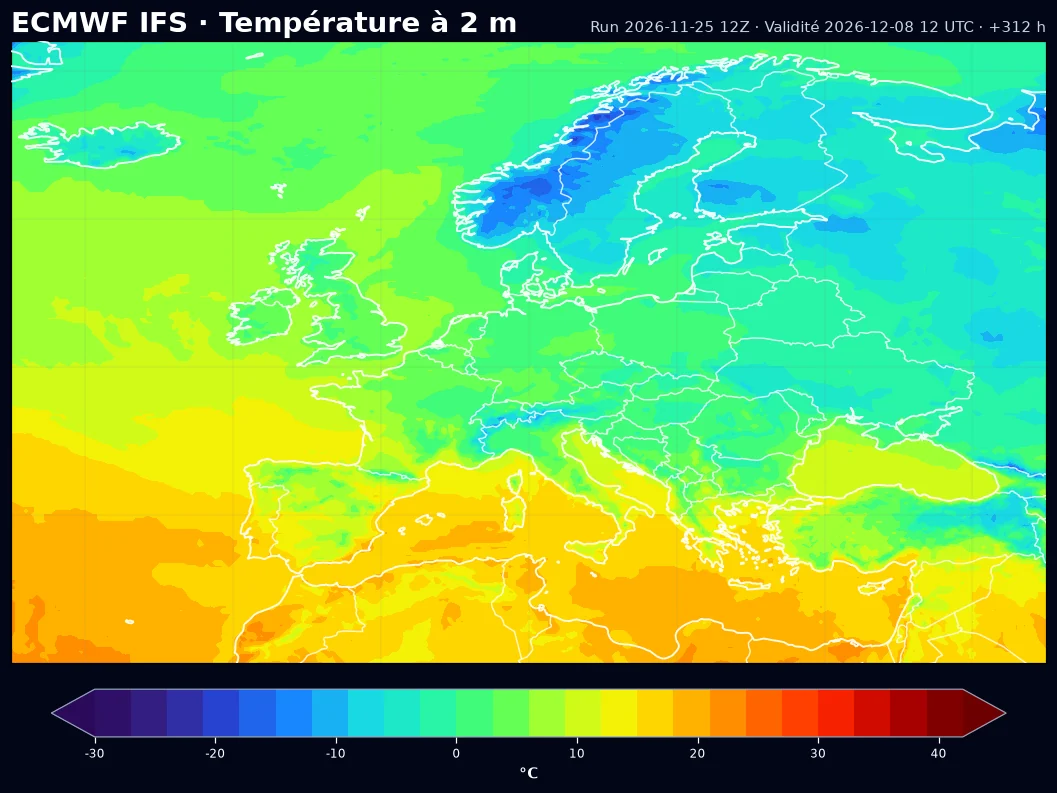 ECMWF IFS · Température à 2 m
Run 2026-11-25 12Z · Validité 2026-12-08 12 UTC · +312 h
-30 -20 -10 0 10 20 30 40
°C